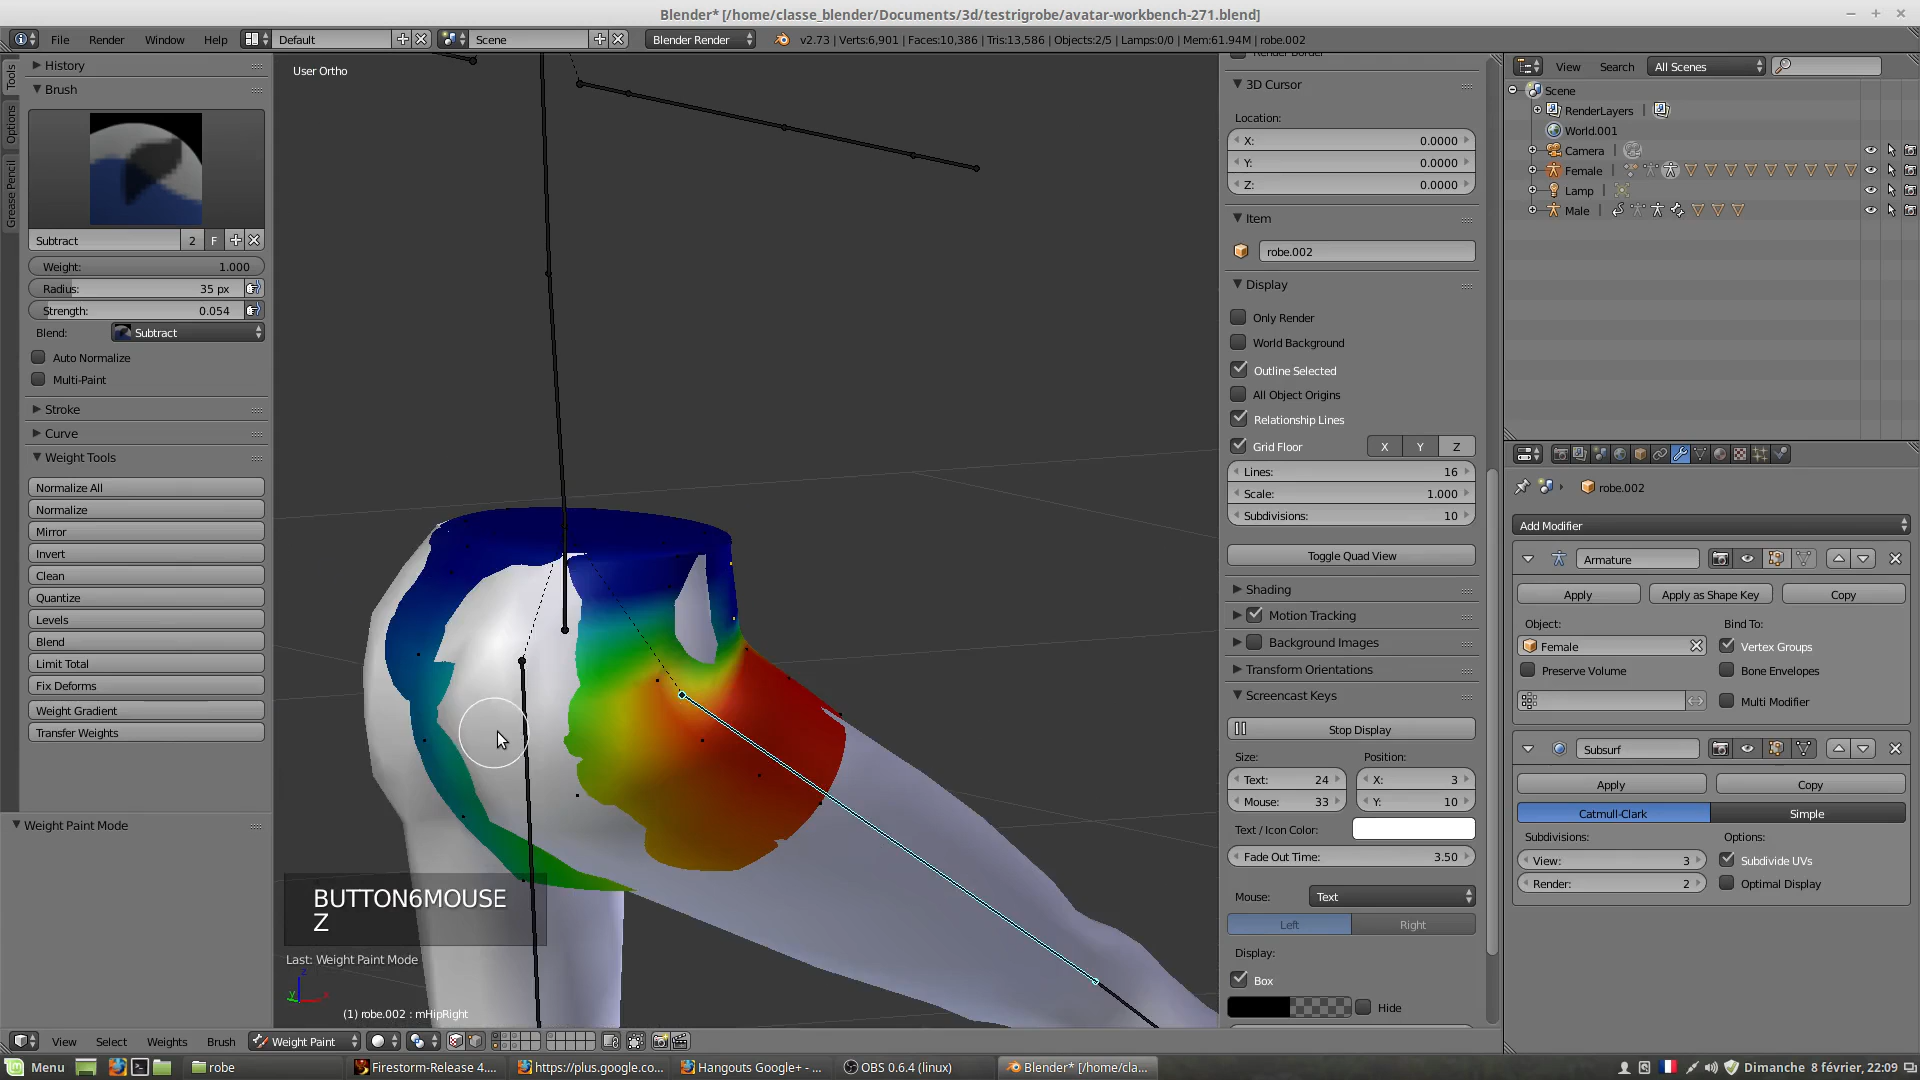 Blender* [/home/classe_blender/Documents/3d/testrigrobe/avatar-workbench-271.blend]
File Render Window Help Default Scene Blender Render v2.73 | Verts:6,901 | Faces:10,386 | Tris:13,586 | Objects:2/5 | Lamps:0/0 | Mem:61.94M | robe.002
Tools
Options
Grease Pencil
History
Brush
Subtract 2 F
Weight: 1.000
Radius: 35 px
Strength: 0.054
Blend: Subtract
Auto Normalize
Multi-Paint
Stroke
Curve
Weight Tools
Normalize All
Normalize
Mirror
Invert
Clean
Quantize
Levels
Blend
Limit Total
Fix Deforms
Weight Gradient
Transfer Weights
Weight Paint Mode
User Ortho
BUTTON6MOUSE
Z
Last: Weight Paint Mode
z
y x
(1) robe.002 : mHipRight
View Select Weights Brush Weight Paint
Render Border
3D Cursor
Location:
X: 0.0000
Y: 0.0000
Z: 0.0000
Item
robe.002
Display
Only Render
World Background
Outline Selected
All Object Origins
Relationship Lines
Grid Floor X Y Z
Lines: 16
Scale: 1.000
Subdivisions: 10
Toggle Quad View
Shading
Motion Tracking
Background Images
Transform Orientations
Screencast Keys
Stop Display
Size: Position:
Text: 24 X: 3
Mouse: 33 Y: 10
Text / Icon Color:
Fade Out Time: 3.50
Mouse: Text
Left Right
Display:
Box
Hide
View Search All Scenes
Scene
RenderLayers |
World.001
Camera |
Female |
Lamp |
Male |
robe.002
Add Modifier
Armature
Apply Apply as Shape Key Copy
Object: Bind To:
Female Vertex Groups
Preserve Volume Bone Envelopes
Multi Modifier
Subsurf
Apply Copy
Catmull-Clark Simple
Subdivisions: Options:
View: 3 Subdivide UVs
Render: 2 Optimal Display
Menu robe Firestorm-Release 4.... https://plus.google.co... Hangouts Google+ - ... OBS 0.6.4 (linux) Blender* [/home/cla... Dimanche 8 février, 22:09